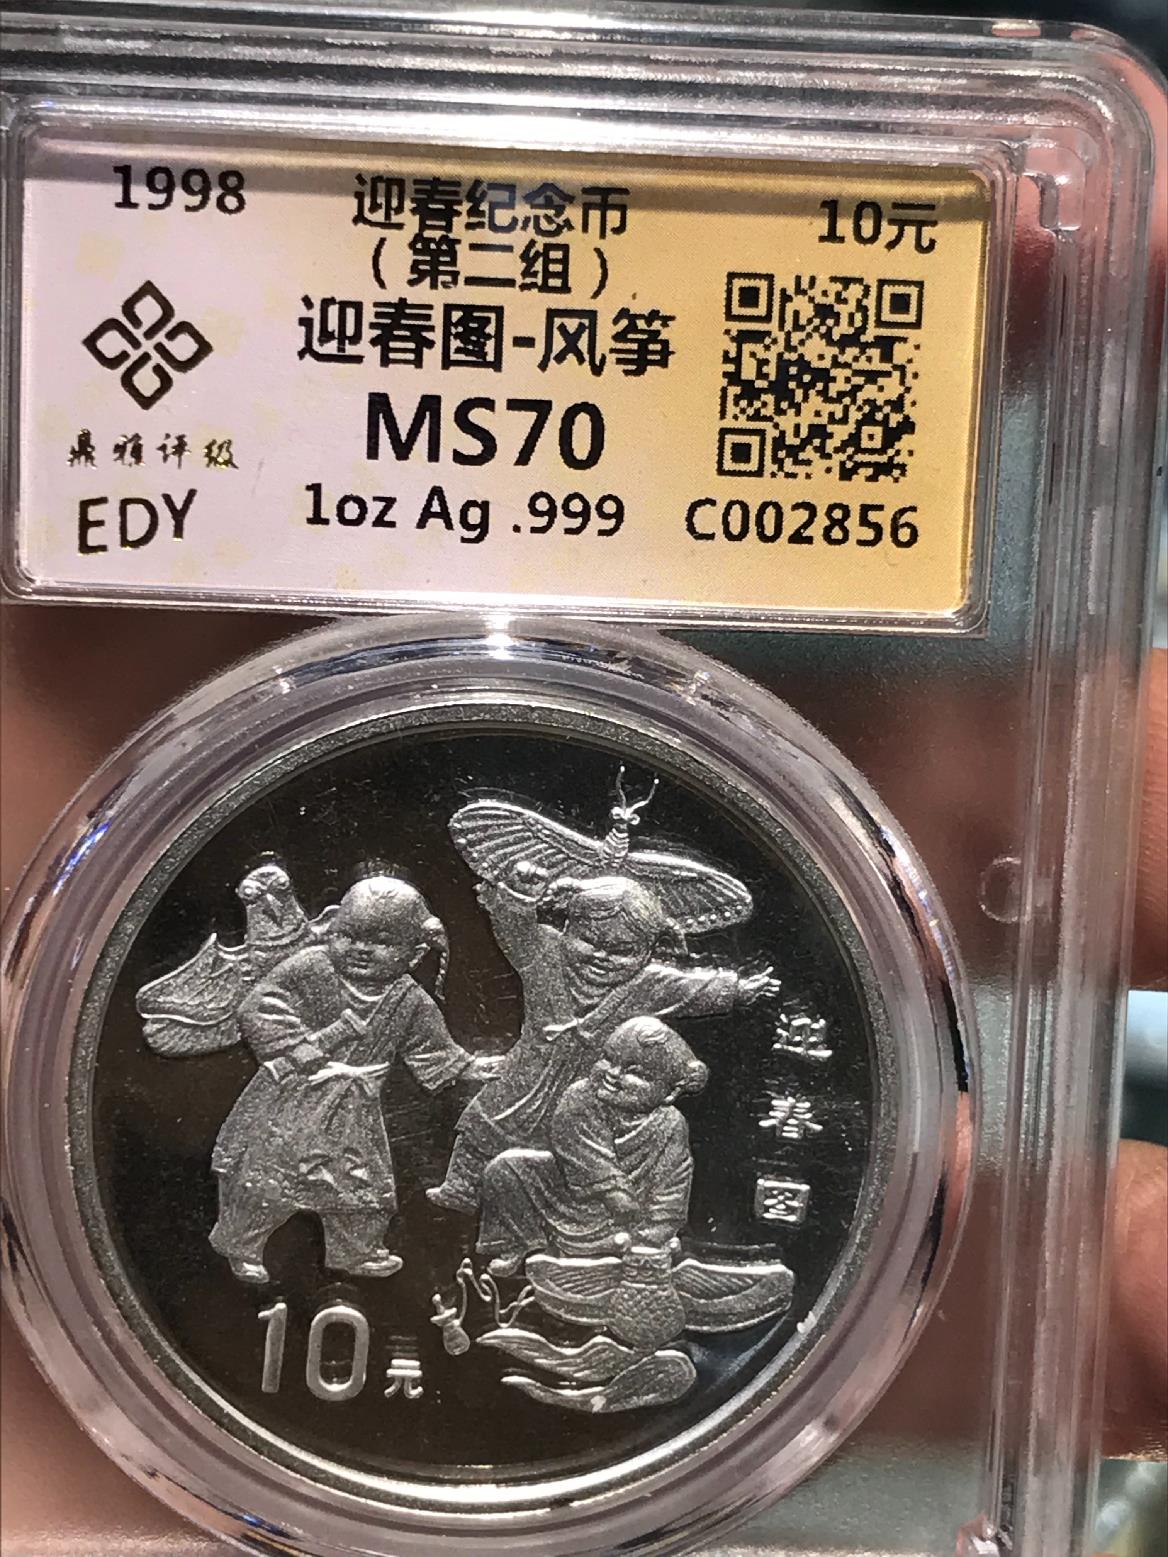 1998
迎春纪念币
（第二组）
10元
迎春图-风筝
MS70
鼎雅评级
EDY
1oz Ag .999
C002856
迎春图
10元